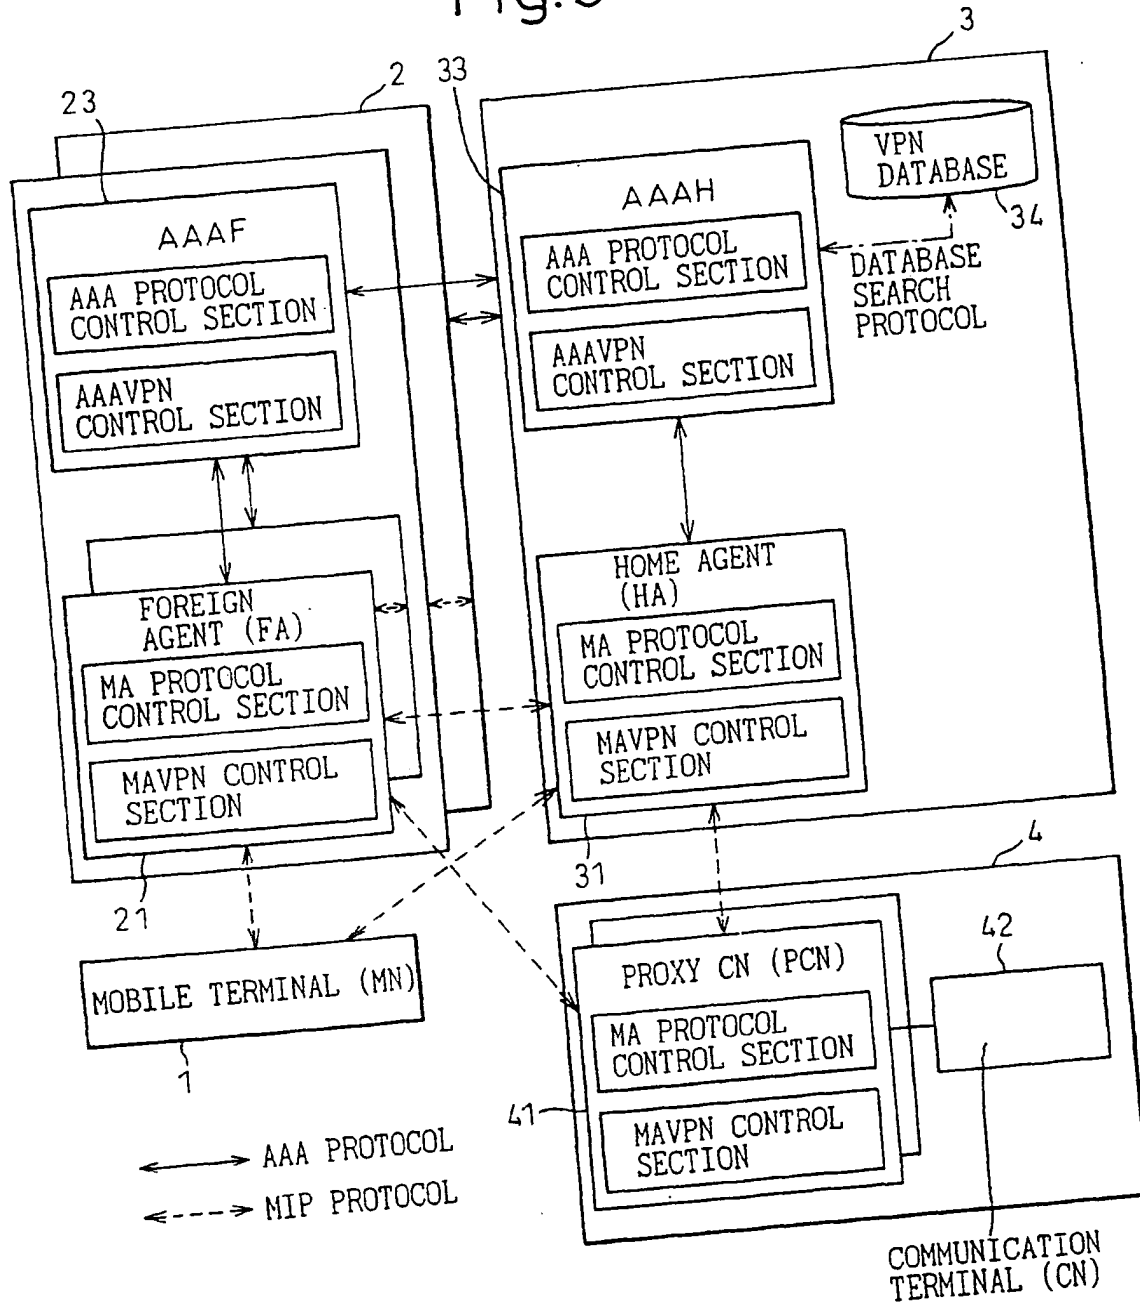 2
33
3
23
AAAF
AAA PROTOCOL
CONTROL SECTION
AAAVPN
CONTROL SECTION
AAAH
AAA PROTOCOL
CONTROL SECTION
AAAVPN
CONTROL SECTION
VPN
DATABASE
34
DATABASE
SEARCH
PROTOCOL
FOREIGN
AGENT (FA)
MA PROTOCOL
CONTROL SECTION
MAVPN CONTROL
SECTION
21
HOME AGENT
(HA)
MA PROTOCOL
CONTROL SECTION
MAVPN CONTROL
SECTION
31
MOBILE TERMINAL (MN)
1
4
PROXY CN (PCN)
MA PROTOCOL
CONTROL SECTION
MAVPN CONTROL
SECTION
41
42
COMMUNICATION
TERMINAL (CN)
AAA PROTOCOL
MIP PROTOCOL